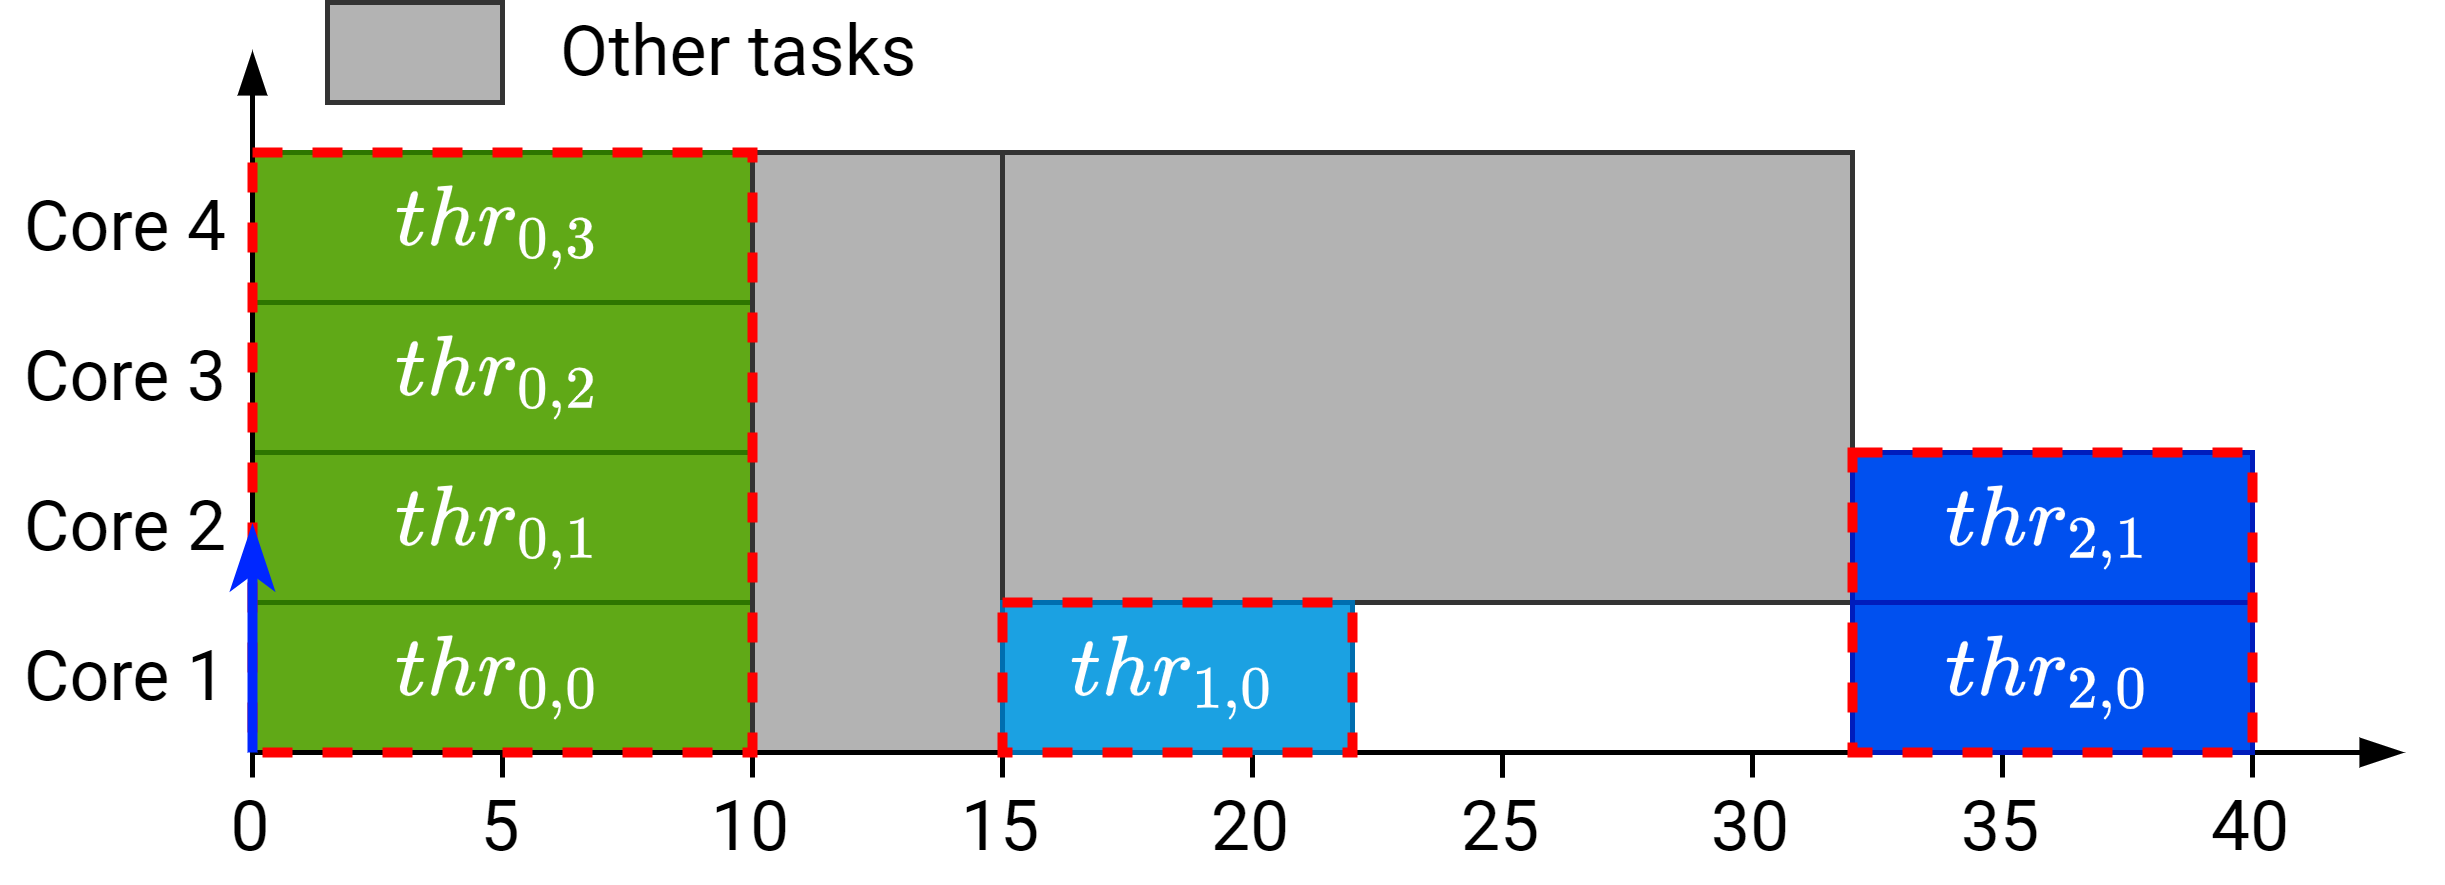 Other tasks
Core 4 thr0,3
Core 3 thr0,2
Core 2 thr0,1 thr2,1
Core 1 thr0,0 thr1,0 thr2,0
0 5 10 15 20 25 30 35 40